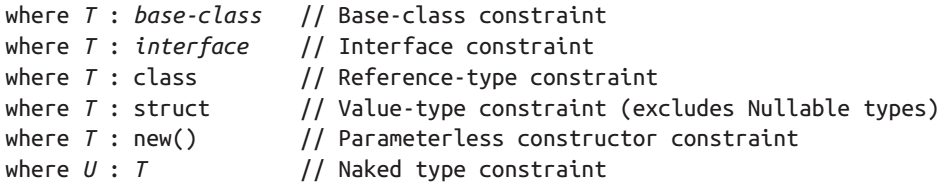 where T : base-class // Base-class constraint
where T : interface // Interface constraint
where T : class // Reference-type constraint
where T : struct // Value-type constraint (excludes Nullable types)
where T : new() // Parameterless constructor constraint
where U : T // Naked type constraint